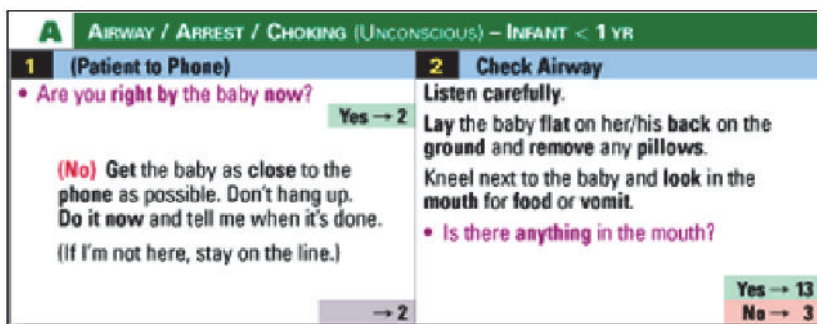 A AIRWAY / ARREST / CHOKING (UNCONSCIOUS) – INFANT < 1 YR
1 (Patient to Phone)
• Are you right by the baby now?
Yes → 2
(No) Get the baby as close to the
phone as possible. Don't hang up.
Do it now and tell me when it's done.
(If I'm not here, stay on the line.)
→ 2
2 Check Airway
Listen carefully.
Lay the baby flat on her/his back on the
ground and remove any pillows.
Kneel next to the baby and look in the
mouth for food or vomit.
• Is there anything in the mouth?
Yes → 13
No → 3